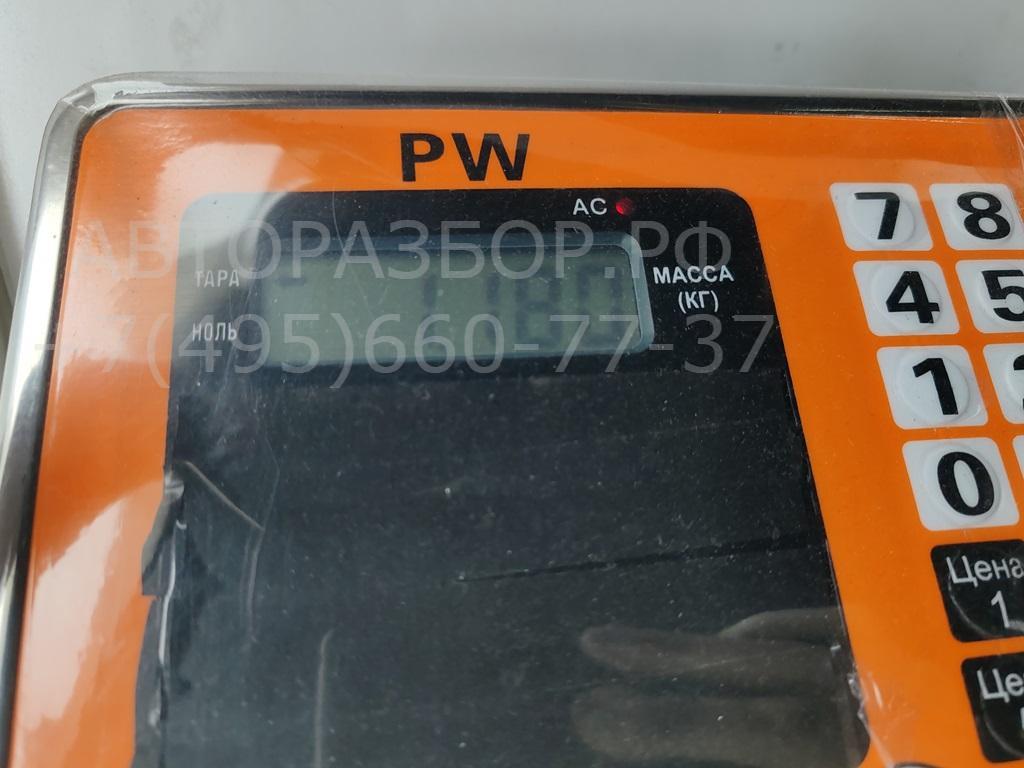 PW
AC
7 8
АВТОРАЗБОР.РФ
ТАРА
МАССА
(КГ)
4 5
НОЛЬ
+7(495)660-77-37
1
0
Цена
1